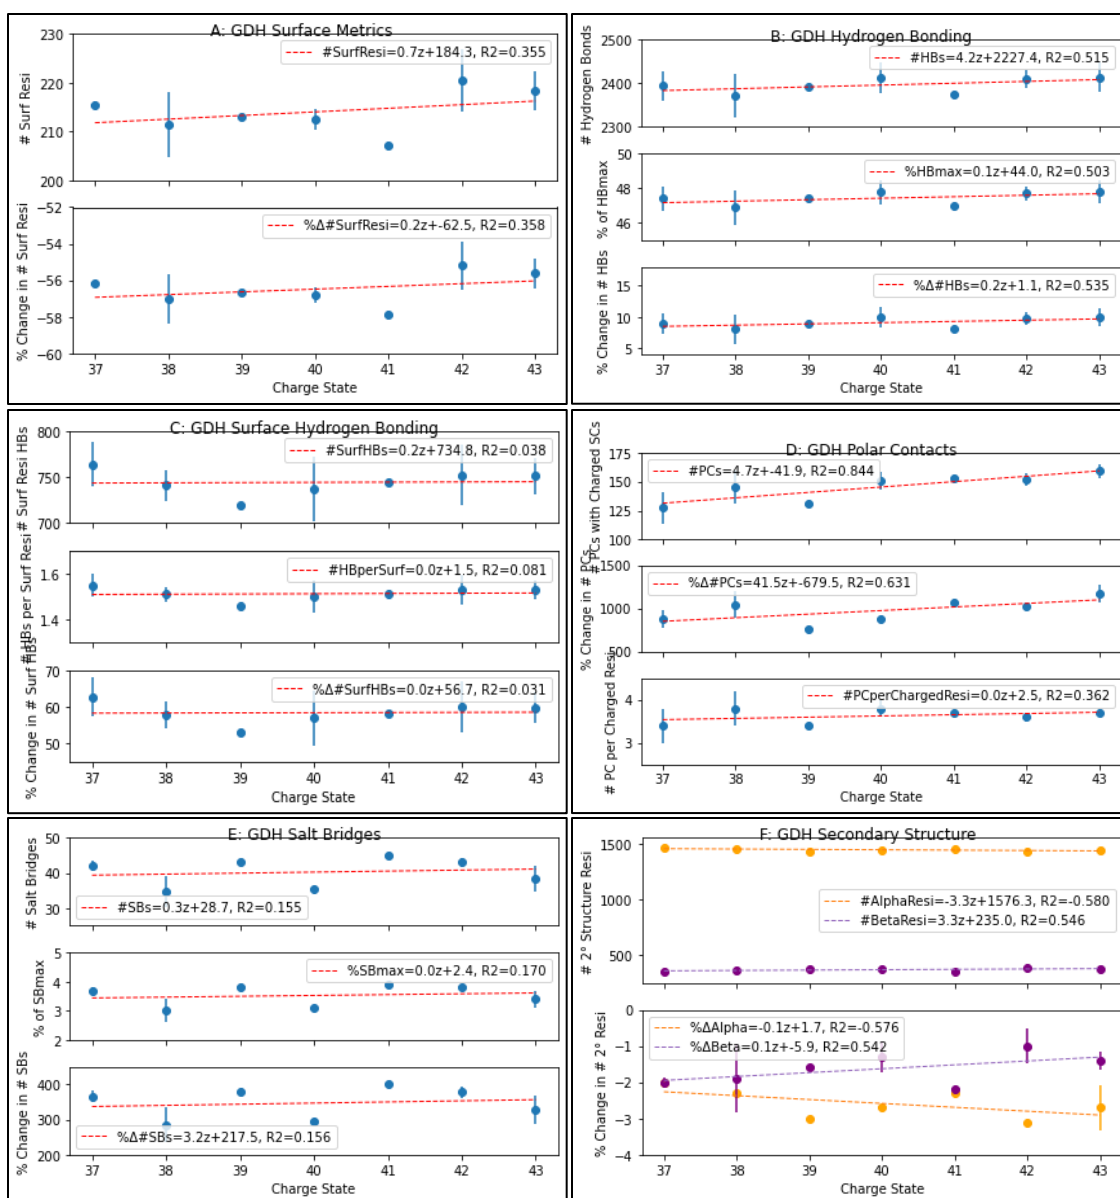 A: GDH Surface Metrics
# Surf Resi
230
220
210
200
#SurfResi=0.7z+184.3, R2=0.355
% Change in # Surf Resi
−52
−54
−56
−58
−60
%Δ#SurfResi=0.2z+-62.5, R2=0.358
37 38 39 40 41 42 43
Charge State
B: GDH Hydrogen Bonding
# Hydrogen Bonds
2500
2400
2300
#HBs=4.2z+2227.4, R2=0.515
% of HBmax
50
48
46
%HBmax=0.1z+44.0, R2=0.503
% Change in # HBs
15
10
5
%Δ#HBs=0.2z+1.1, R2=0.535
37 38 39 40 41 42 43
Charge State
C: GDH Surface Hydrogen Bonding
# Surf Resi HBs
800
750
700
#SurfHBs=0.2z+734.8, R2=0.038
# HBs per Surf Resi
1.6
1.4
#HBperSurf=0.0z+1.5, R2=0.081
% Change in # Surf HBs
70
60
50
%Δ#SurfHBs=0.0z+56.7, R2=0.031
37 38 39 40 41 42 43
Charge State
D: GDH Polar Contacts
# PCs with Charged SCs
175
150
125
100
#PCs=4.7z+-41.9, R2=0.844
% Change in # PCs
1500
1000
500
%Δ#PCs=41.5z+-679.5, R2=0.631
# PC per Charged Resi
4
3
#PCperChargedResi=0.0z+2.5, R2=0.362
37 38 39 40 41 42 43
Charge State
E: GDH Salt Bridges
# Salt Bridges
50
40
30
#SBs=0.3z+28.7, R2=0.155
% of SBmax
5
4
3
2
%SBmax=0.0z+2.4, R2=0.170
% Change in # SBs
400
300
200
%Δ#SBs=3.2z+217.5, R2=0.156
37 38 39 40 41 42 43
Charge State
F: GDH Secondary Structure
# 2° Structure Resi
1500
1000
500
#AlphaResi=-3.3z+1576.3, R2=-0.580
#BetaResi=3.3z+235.0, R2=0.546
% Change in # 2° Resi
0
−1
−2
−3
−4
%ΔAlpha=-0.1z+1.7, R2=-0.576
%ΔBeta=0.1z+-5.9, R2=0.542
37 38 39 40 41 42 43
Charge State